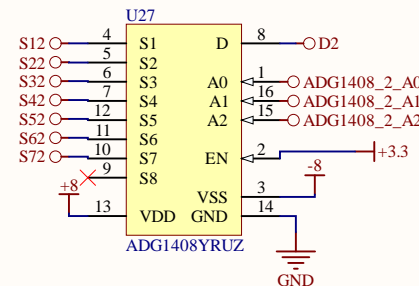 U27
S12 4 S1 D 8 D2
S22 5 S2
S32 6 S3 A0 1 ADG1408_2_A0
S42 7 S4 A1 16 ADG1408_2_A1
S52 12 S5 A2 15 ADG1408_2_A2
S62 11 S6
S72 10 S7 EN 2 +3.3
9 S8
+8 VSS 3 -8
13 VDD GND 14
ADG1408YRUZ
GND